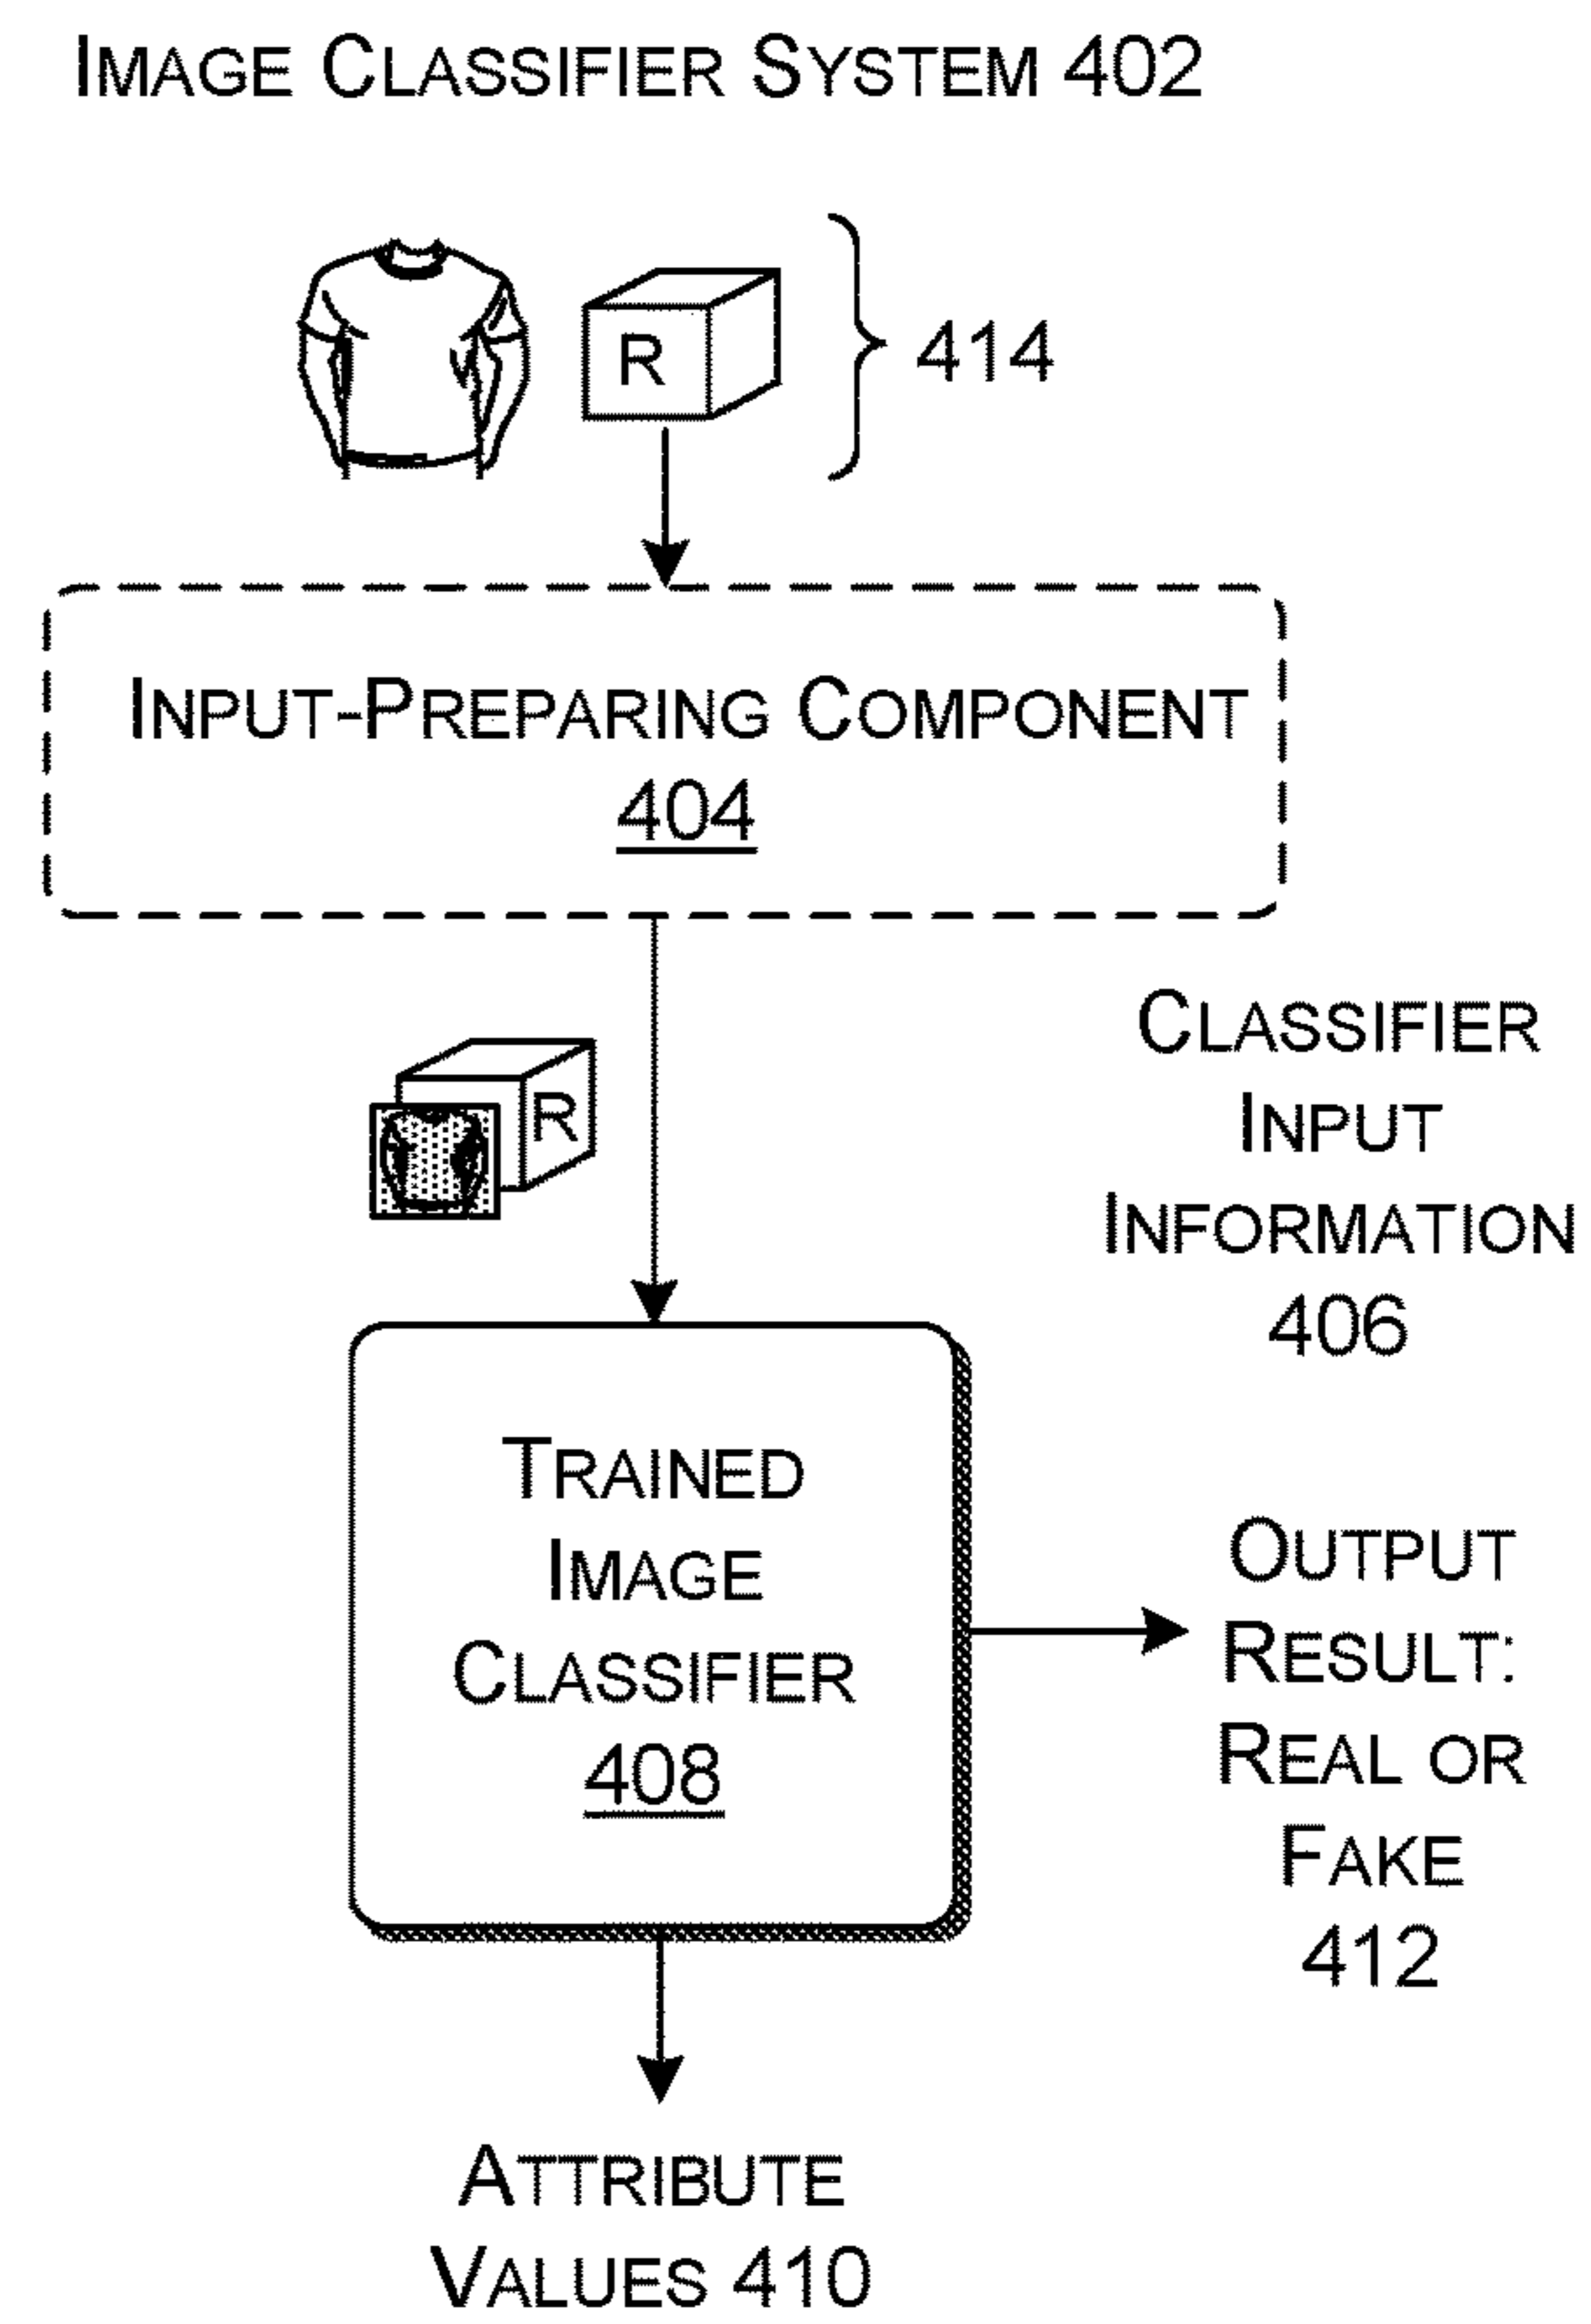 IMAGE CLASSIFIER SYSTEM 402
R
414
INPUT-PREPARING COMPONENT
404
R
CLASSIFIER
INPUT
INFORMATION
406
TRAINED
IMAGE
CLASSIFIER
408
OUTPUT
RESULT:
REAL OR
FAKE
412
ATTRIBUTE
VALUES 410